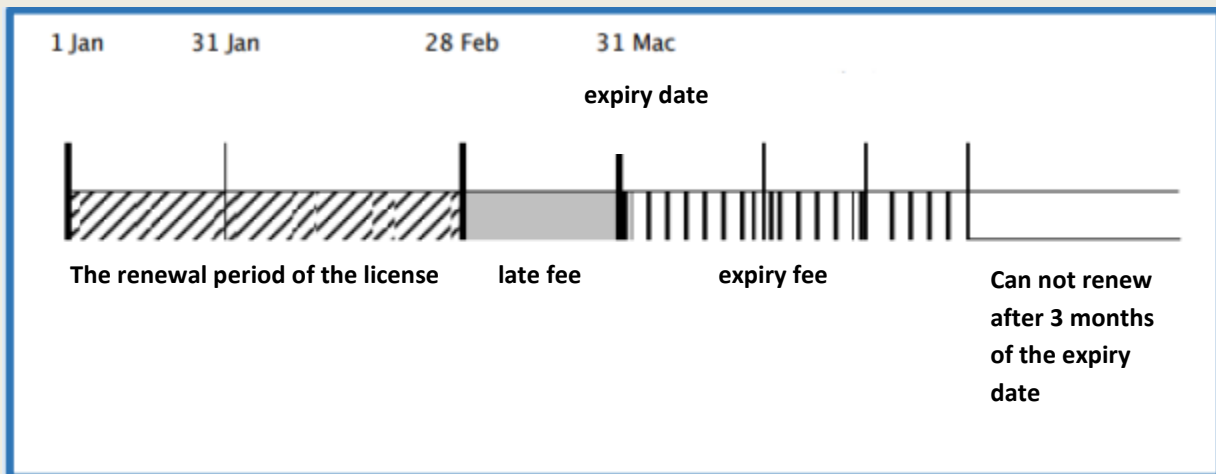 1 Jan 31 Jan 28 Feb 31 Mac
expiry date
The renewal period of the license late fee expiry fee
Can not renew
after 3 months
of the expiry
date